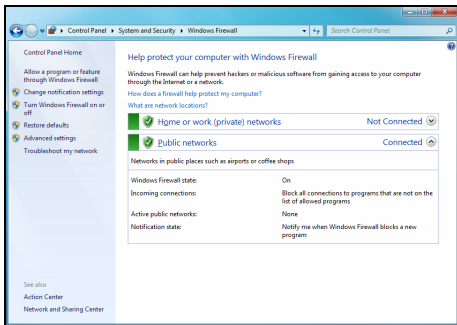 Control Panel ▸ System and Security ▸ Windows Firewall
Search Control Panel
Control Panel Home
Allow a program or feature
through Windows Firewall
Change notification settings
Turn Windows Firewall on or
off
Restore defaults
Advanced settings
Troubleshoot my network
Help protect your computer with Windows Firewall
Windows Firewall can help prevent hackers or malicious software from gaining access to your computer
through the Internet or a network.
How does a firewall help protect my computer?
What are network locations?
Home or work (private) networks Not Connected
Public networks Connected
Networks in public places such as airports or coffee shops
Windows Firewall state: On
Incoming connections: Block all connections to programs that are not on the
list of allowed programs
Active public networks: None
Notification state: Notify me when Windows Firewall blocks a new
program
See also
Action Center
Network and Sharing Center